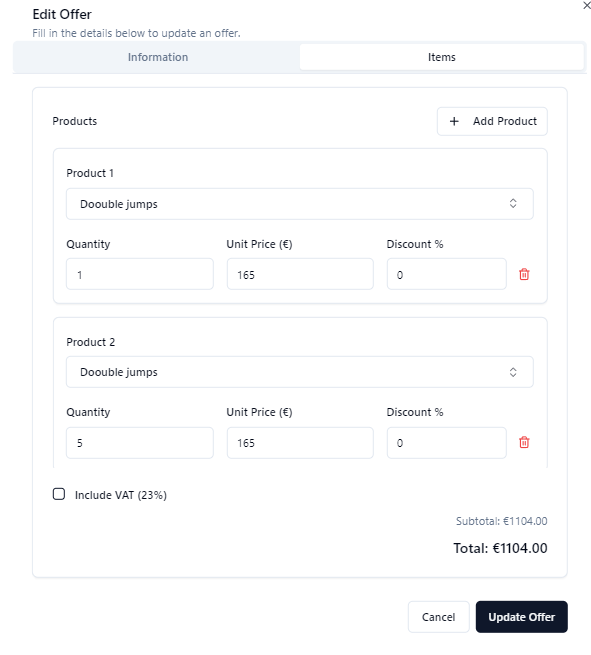 Edit Offer
Fill in the details below to update an offer.
Information Items
Products + Add Product
Product 1
Doouble jumps
Quantity Unit Price (€) Discount %
1 165 0
Product 2
Doouble jumps
Quantity Unit Price (€) Discount %
5 165 0
Include VAT (23%)
Subtotal: €1104.00
Total: €1104.00
Cancel Update Offer